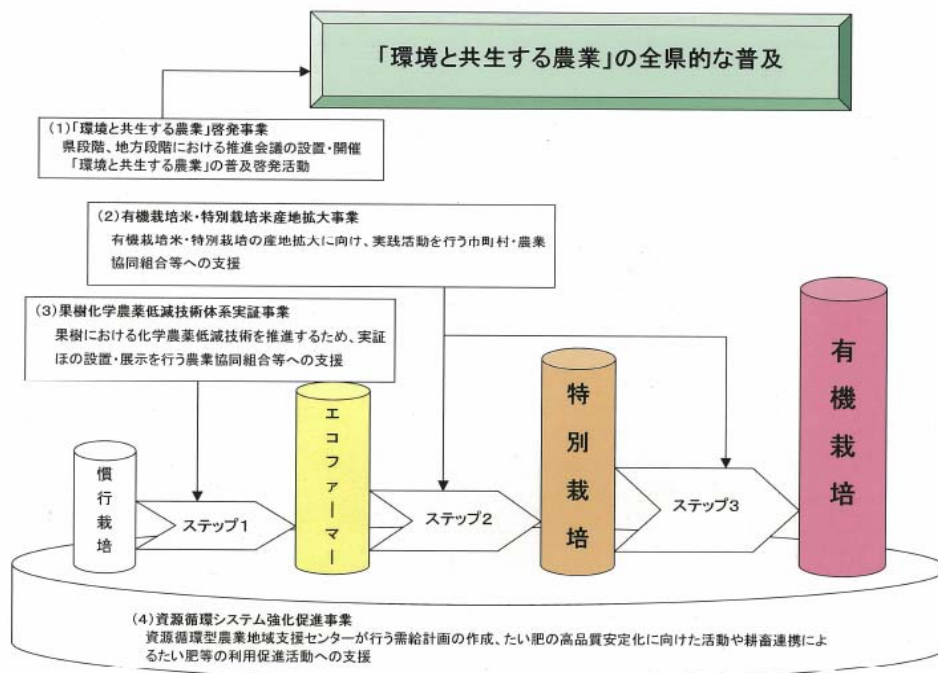 「環境と共生する農業」の全県的な普及
(1)「環境と共生する農業」啓発事業
県段階、地方段階における推進会議の設置・開催
「環境と共生する農業」の普及啓発活動
(2)有機栽培米・特別栽培米産地拡大事業
有機栽培米・特別栽培の産地拡大に向け、実践活動を行う市町村・農業
協同組合等への支援
(3)果樹化学農薬低減技術体系実証事業
果樹における化学農薬低減技術を推進するため、実証
ほの設置・展示を行う農業協同組合等への支援
慣行栽培
ステップ1
エコファーマー
ステップ2
特別栽培
ステップ3
有機栽培
(4)資源循環システム強化促進事業
資源循環型農業地域支援センターが行う需給計画の作成、たい肥の高品質安定化に向けた活動や耕畜連携によ
るたい肥等の利用促進活動への支援